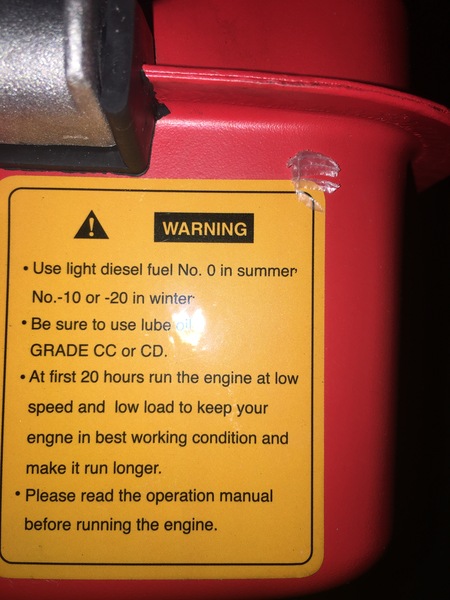 WARNING
• Use light diesel fuel No. 0 in summer
No.-10 or -20 in winter
• Be sure to use lube oil
GRADE CC or CD.
• At first 20 hours run the engine at low
speed and low load to keep your
engne in best working condition and
make it run longer.
• Please read the operation manual
before running the engine.